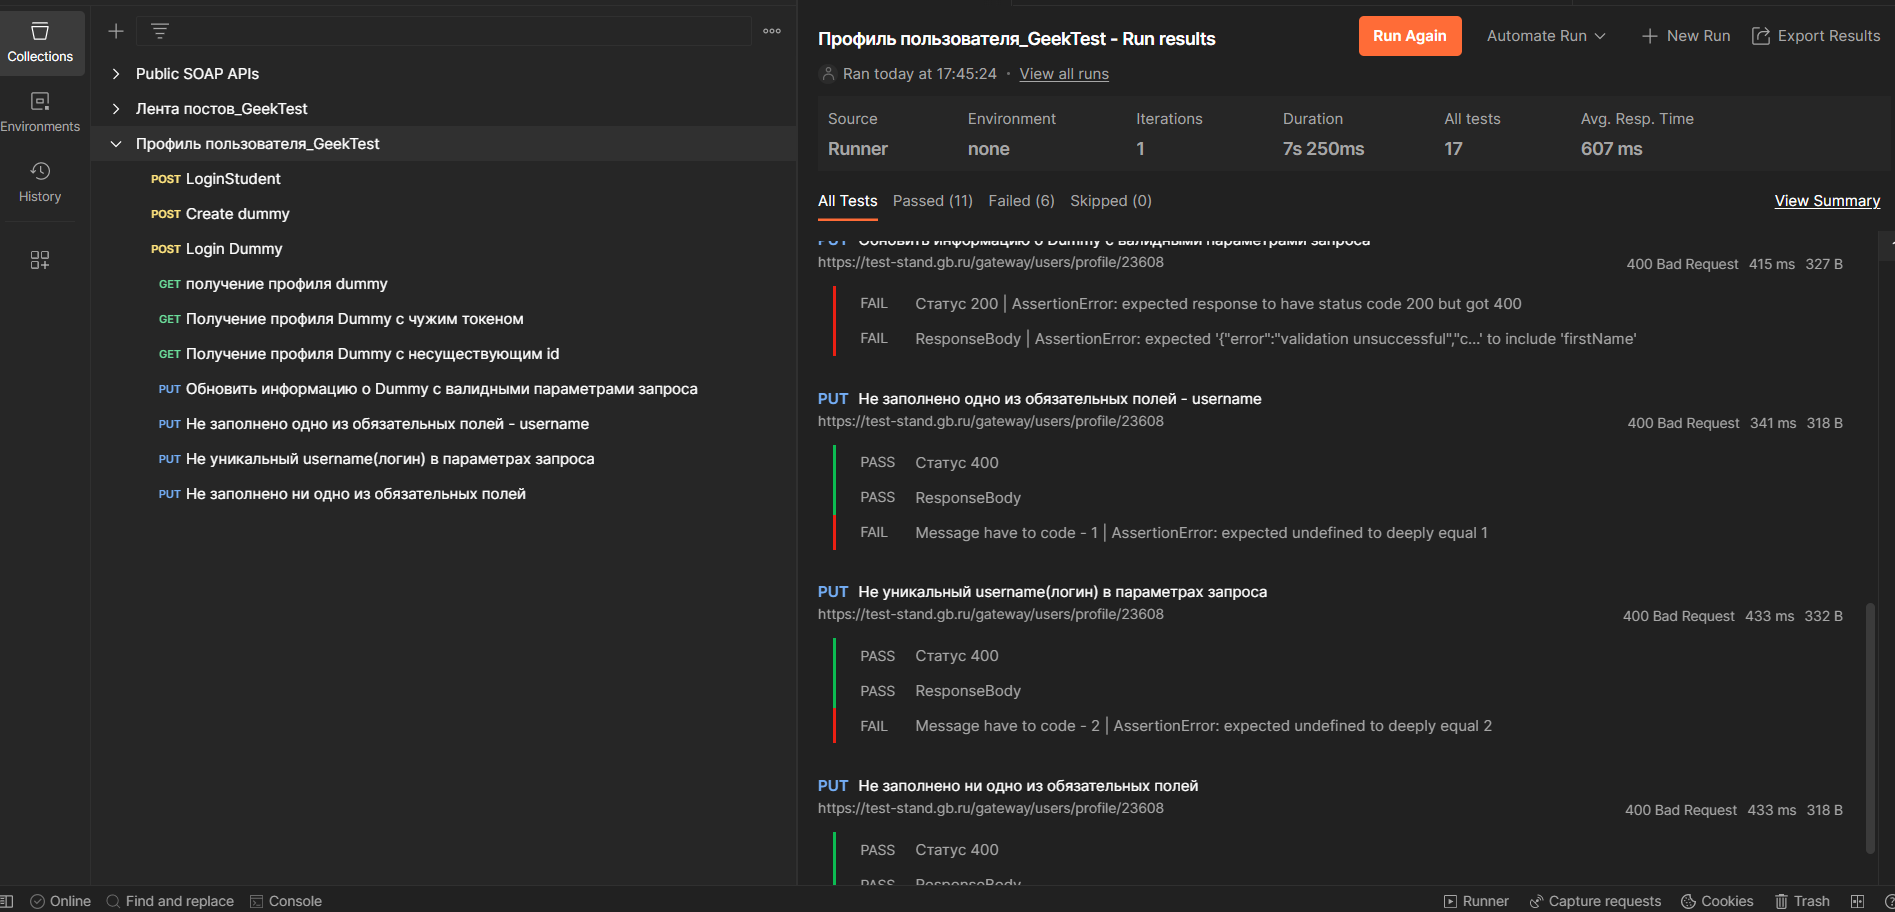 Collections
Environments
History
Public SOAP APIs
Лента постов_GeekTest
Профиль пользователя_GeekTest
POST LoginStudent
POST Create dummy
POST Login Dummy
GET получение профиля dummy
GET Получение профиля Dummy с чужим токеном
GET Получение профиля Dummy с несуществующим id
PUT Обновить информацию о Dummy с валидными параметрами запроса
PUT Не заполнено одно из обязательных полей - username
PUT Не уникальный username(логин) в параметрах запроса
PUT Не заполнено ни одно из обязательных полей
Профиль пользователя_GeekTest - Run results
Run Again
Automate Run
New Run
Export Results
Ran today at 17:45:24 · View all runs
Source Environment Iterations Duration All tests Avg. Resp. Time
Runner none 1 7s 250ms 17 607 ms
All Tests Passed (11) Failed (6) Skipped (0) View Summary
PUT Обновить информацию о Dummy с валидными параметрами запроса
https://test-stand.gb.ru/gateway/users/profile/23608
400 Bad Request 415 ms 327 B
FAIL Статус 200 | AssertionError: expected response to have status code 200 but got 400
FAIL ResponseBody | AssertionError: expected '{"error":"validation unsuccessful","c...' to include 'firstName'
PUT Не заполнено одно из обязательных полей - username
https://test-stand.gb.ru/gateway/users/profile/23608
400 Bad Request 341 ms 318 B
PASS Статус 400
PASS ResponseBody
FAIL Message have to code - 1 | AssertionError: expected undefined to deeply equal 1
PUT Не уникальный username(логин) в параметрах запроса
https://test-stand.gb.ru/gateway/users/profile/23608
400 Bad Request 433 ms 332 B
PASS Статус 400
PASS ResponseBody
FAIL Message have to code - 2 | AssertionError: expected undefined to deeply equal 2
PUT Не заполнено ни одно из обязательных полей
https://test-stand.gb.ru/gateway/users/profile/23608
400 Bad Request 433 ms 318 B
PASS Статус 400
PASS ResponseBody
Online Find and replace Console Runner Capture requests Cookies Trash